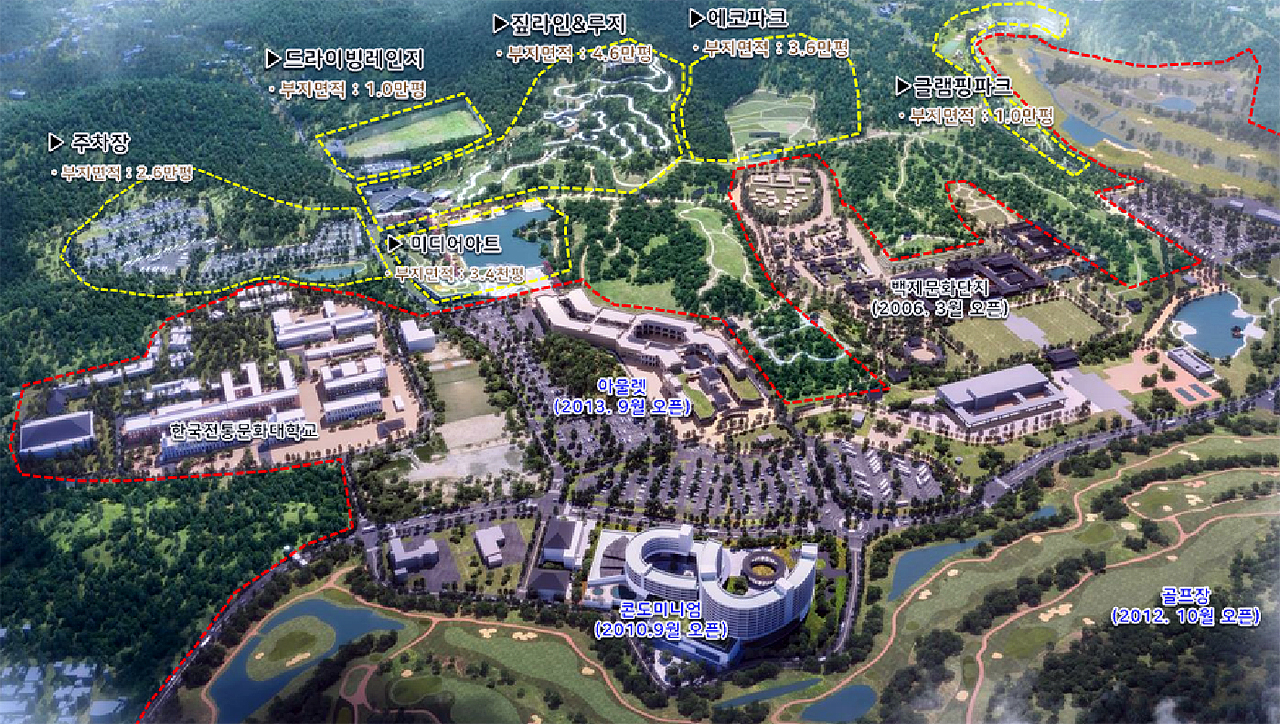 ▶짚라인&루지
· 부지면적 : 4.6만평
▶에코파크
· 부지면적 : 3.6만평
▶드라이빙레인지
· 부지면적 : 1.0만평
▶글램핑파크
· 부지면적 : 1.0만평
▶ 주차장
· 부지면적 : 2.6만평
▶ 미디어아트
· 부지면적 : 3.4천평
백제문화단지
(2006. 3월 오픈)
아울렛
(2013. 9월 오픈)
한국전통문화대학교
콘도미니엄
(2010.9월 오픈)
골프장
(2012. 10월 오픈)